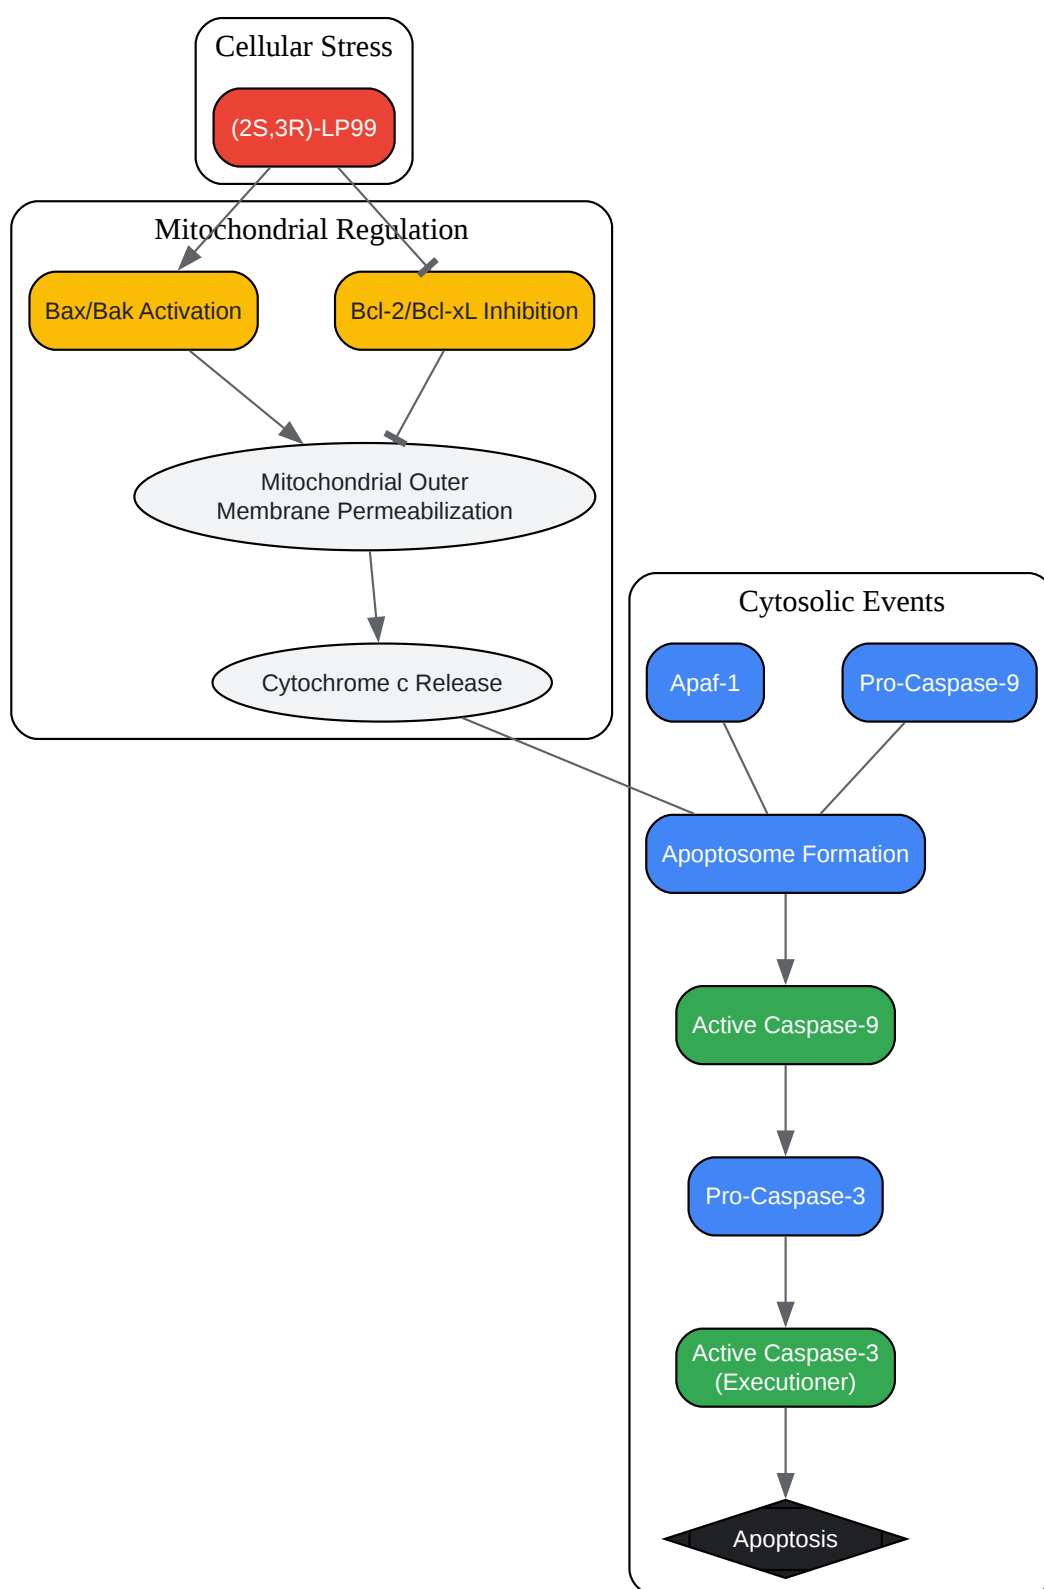 Cellular Stress
(2S,3R)-LP99
Mitochondrial Regulation
Bax/Bak Activation
Bcl-2/Bcl-xL Inhibition
Mitochondrial Outer
Membrane Permeabilization
Cytochrome c Release
Cytosolic Events
Apaf-1
Pro-Caspase-9
Apoptosome Formation
Active Caspase-9
Pro-Caspase-3
Active Caspase-3
(Executioner)
Apoptosis